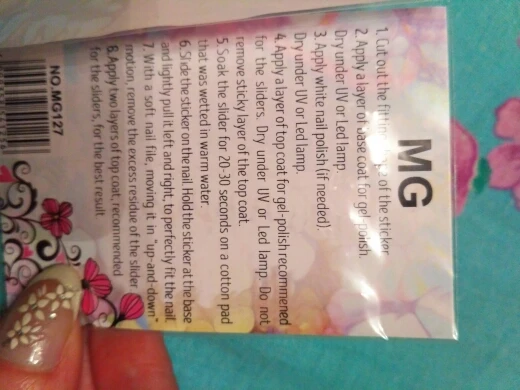 MG
1. Cut out the fitting of the sticker
2. Apply a layer of base coat for gel-polish.
Dry under UV or Led lamp.
3. Apply white nail polish (if needed).
Dry under UV or Led lamp.
4. Apply a layer of top coat for gel-polish recommened
for the sliders. Dry under UV or Led lamp. Do not
remove sticky layer of the top coat.
5. Soak the slider for 20-30 seconds on a cotton pad
that was wetted in warm water.
6. Slide the sticker on the nail. Hold the sticker at the base
and lightly pull it left and right, to perfectly fit the nail.
7. With a soft nail file, moving it in "up-and-down"
motion, remove the excess residue of the slider
8. Apply two layers of top coat, recommended
for the sliders, for the best result
NO.MG127